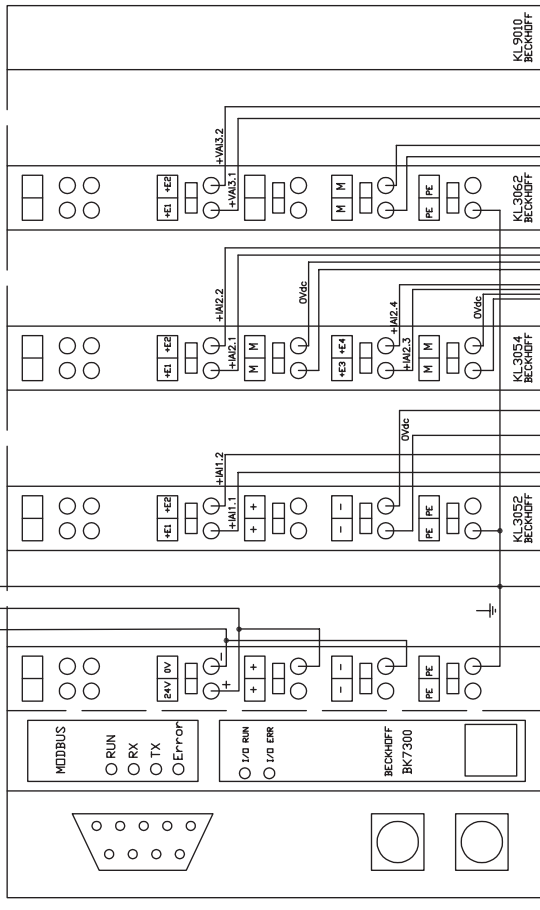 MODBUS
RUN
RX
TX
Error
I/O RUN
I/O ERR
BECKHOFF
BK7300
24V 0V
+ -
+ +
- -
PE PE
+E1 +E2
+IAI1.1
+IAI1.2
+ +
- -
0Vdc
PE PE
KL3052
BECKHOFF
+E1 +E2
+IAI2.1
+IAI2.2
M M
0Vdc
+E3 +E4
+IAI2.3
+IAI2.4
M M
0Vdc
KL3054
BECKHOFF
+E1 +E2
+VAI3.1
+VAI3.2
M M
PE PE
KL3062
BECKHOFF
KL9010
BECKHOFF